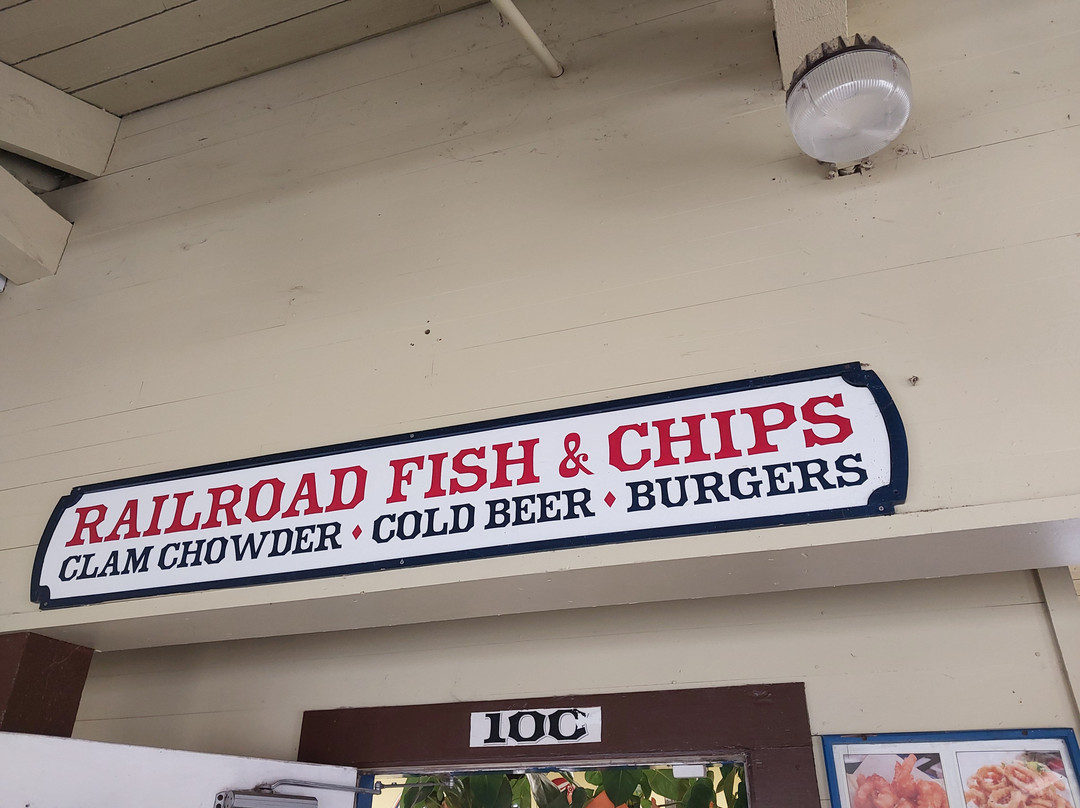 RAILROAD FISH & CHIPS
CLAM CHOWDER ♦ COLD BEER ♦ BURGERS
10C